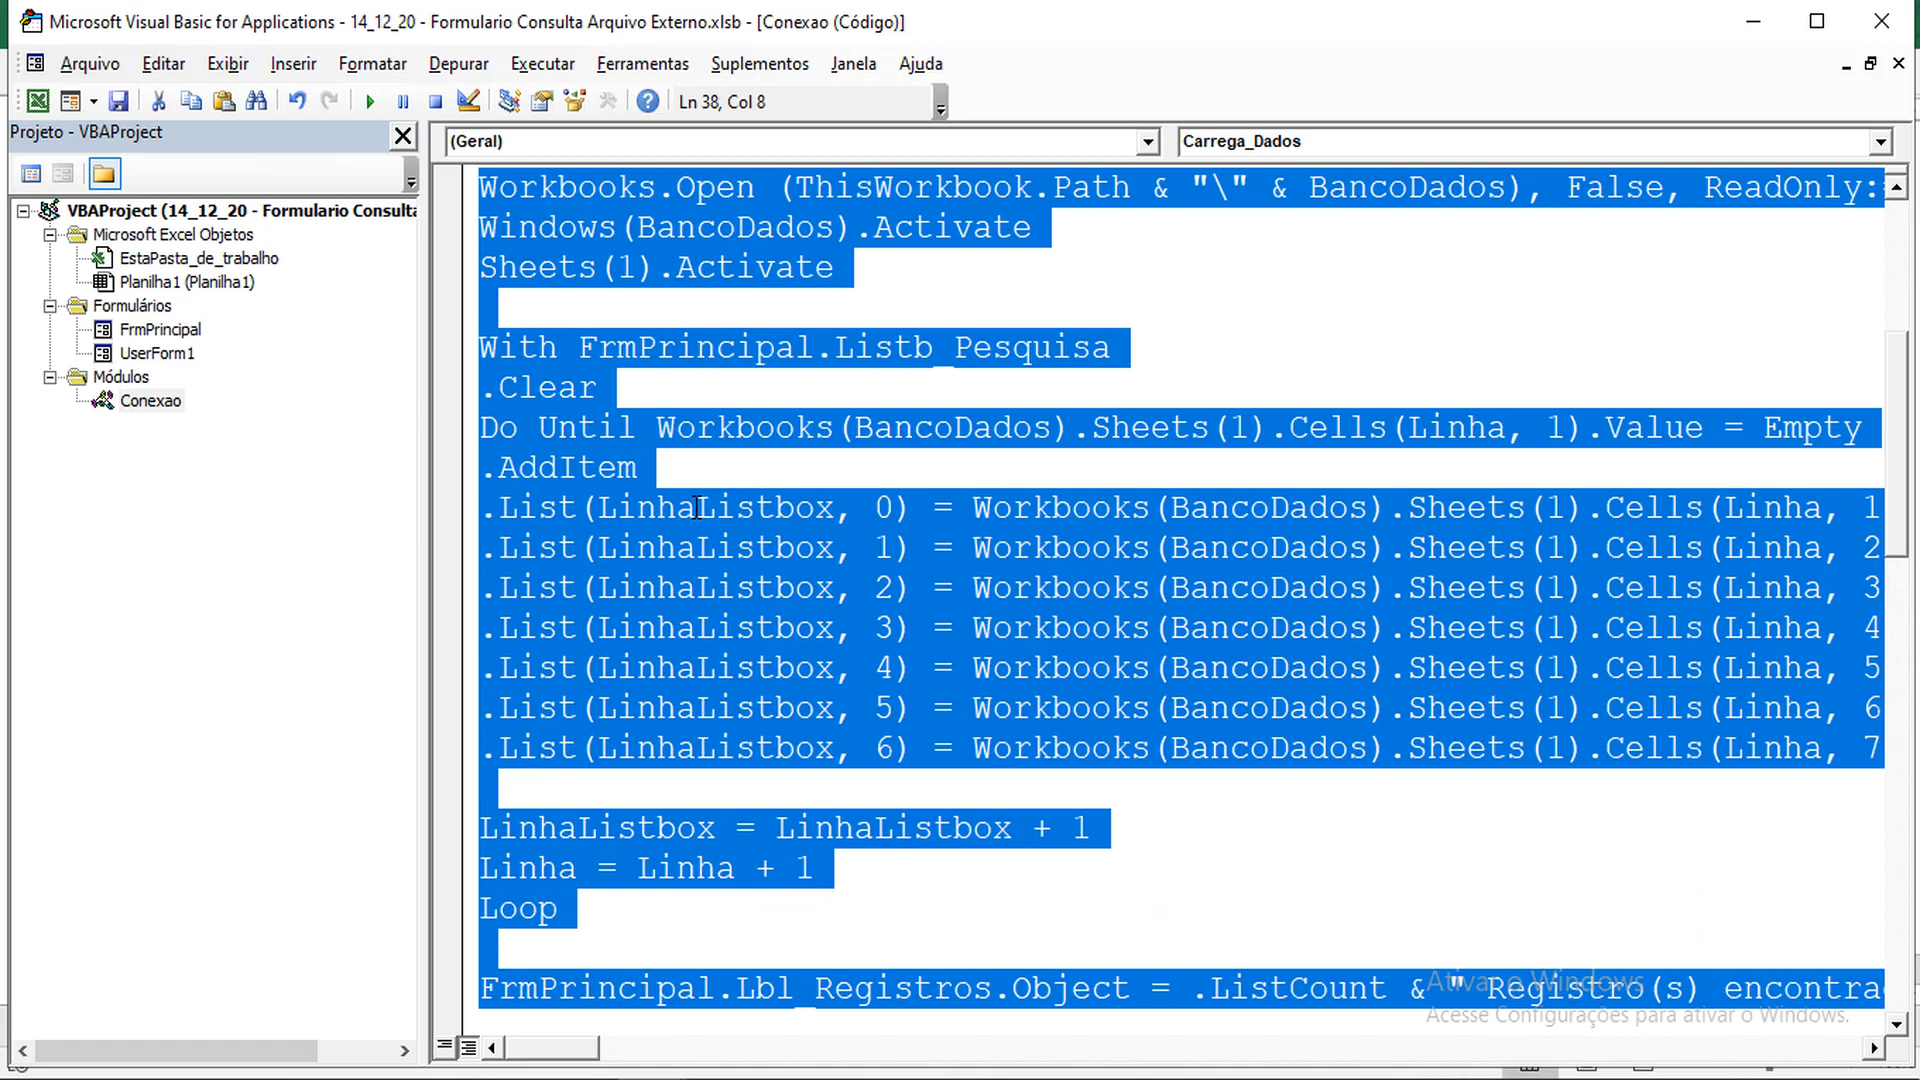 Microsoft Visual Basic for Applications - 14_12_20 - Formulario Consulta Arquivo Externo.xlsb - [Conexao (Código)]
Arquivo Editar Exibir Inserir Formatar Depurar Executar Ferramentas Suplementos Janela Ajuda
Ln 38, Col 8
Projeto - VBAProject
VBAProject (14_12_20 - Formulario Consulta
Microsoft Excel Objetos
EstaPasta_de_trabalho
Planilha1 (Planilha1)
Formulários
FrmPrincipal
UserForm1
Módulos
Conexao
(Geral)
Carrega_Dados
Workbooks.Open (ThisWorkbook.Path & "\" & BancoDados), False, ReadOnly:
Windows(BancoDados).Activate
Sheets(1).Activate
With FrmPrincipal.Listb_Pesquisa
.Clear
Do Until Workbooks(BancoDados).Sheets(1).Cells(Linha, 1).Value = Empty
.AddItem
.List(LinhaListbox, 0) = Workbooks(BancoDados).Sheets(1).Cells(Linha, 1
.List(LinhaListbox, 1) = Workbooks(BancoDados).Sheets(1).Cells(Linha, 2
.List(LinhaListbox, 2) = Workbooks(BancoDados).Sheets(1).Cells(Linha, 3
.List(LinhaListbox, 3) = Workbooks(BancoDados).Sheets(1).Cells(Linha, 4
.List(LinhaListbox, 4) = Workbooks(BancoDados).Sheets(1).Cells(Linha, 5
.List(LinhaListbox, 5) = Workbooks(BancoDados).Sheets(1).Cells(Linha, 6
.List(LinhaListbox, 6) = Workbooks(BancoDados).Sheets(1).Cells(Linha, 7
LinhaListbox = LinhaListbox + 1
Linha = Linha + 1
Loop
FrmPrincipal.Lbl_Registros.Object = .ListCount & " Registro(s) encontra
Ativar o Windows
Acesse Configurações para ativar o Windows.